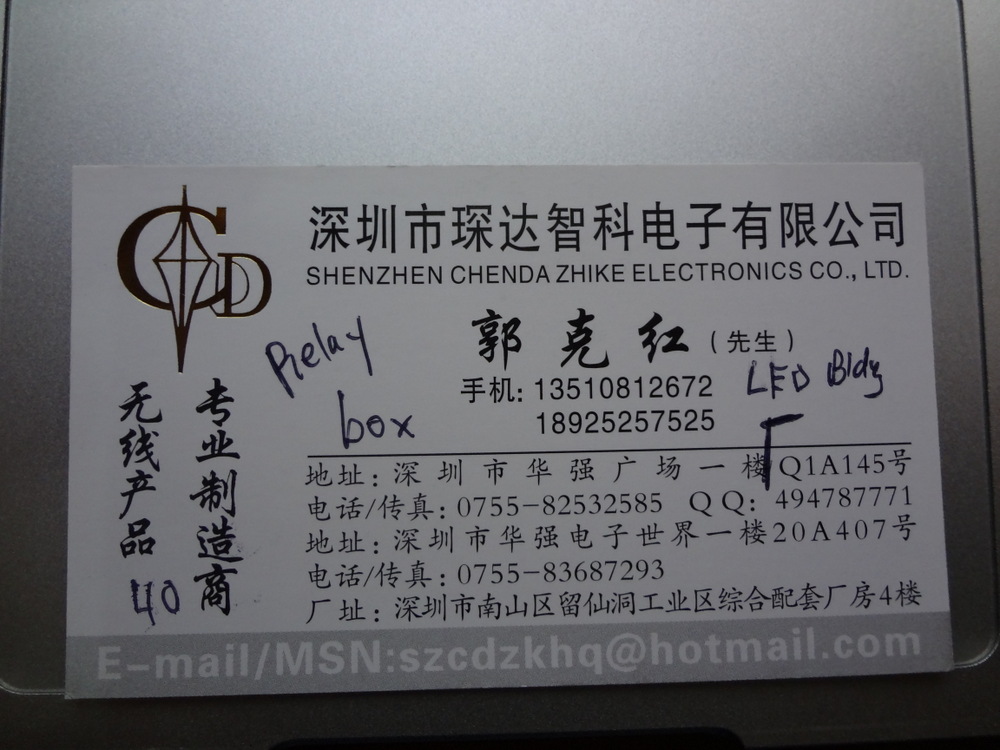 CD
深圳市琛达智科电子有限公司
SHENZHEN CHENDA ZHIKE ELECTRONICS CO., LTD.
郭克红（先生）
手机：13510812672
18925257525
Relay
box
LED Bldg
无线产品
专业制造商
40
地址：深圳市华强广场一楼Q1A145号
电话/传真：0755-82532585 QQ：494787771
地址：深圳市华强电子世界一楼20A407号
电话/传真：0755-83687293
厂址：深圳市南山区留仙洞工业区综合配套厂房4楼
E-mail/MSN:szcdzkhq@hotmail.com